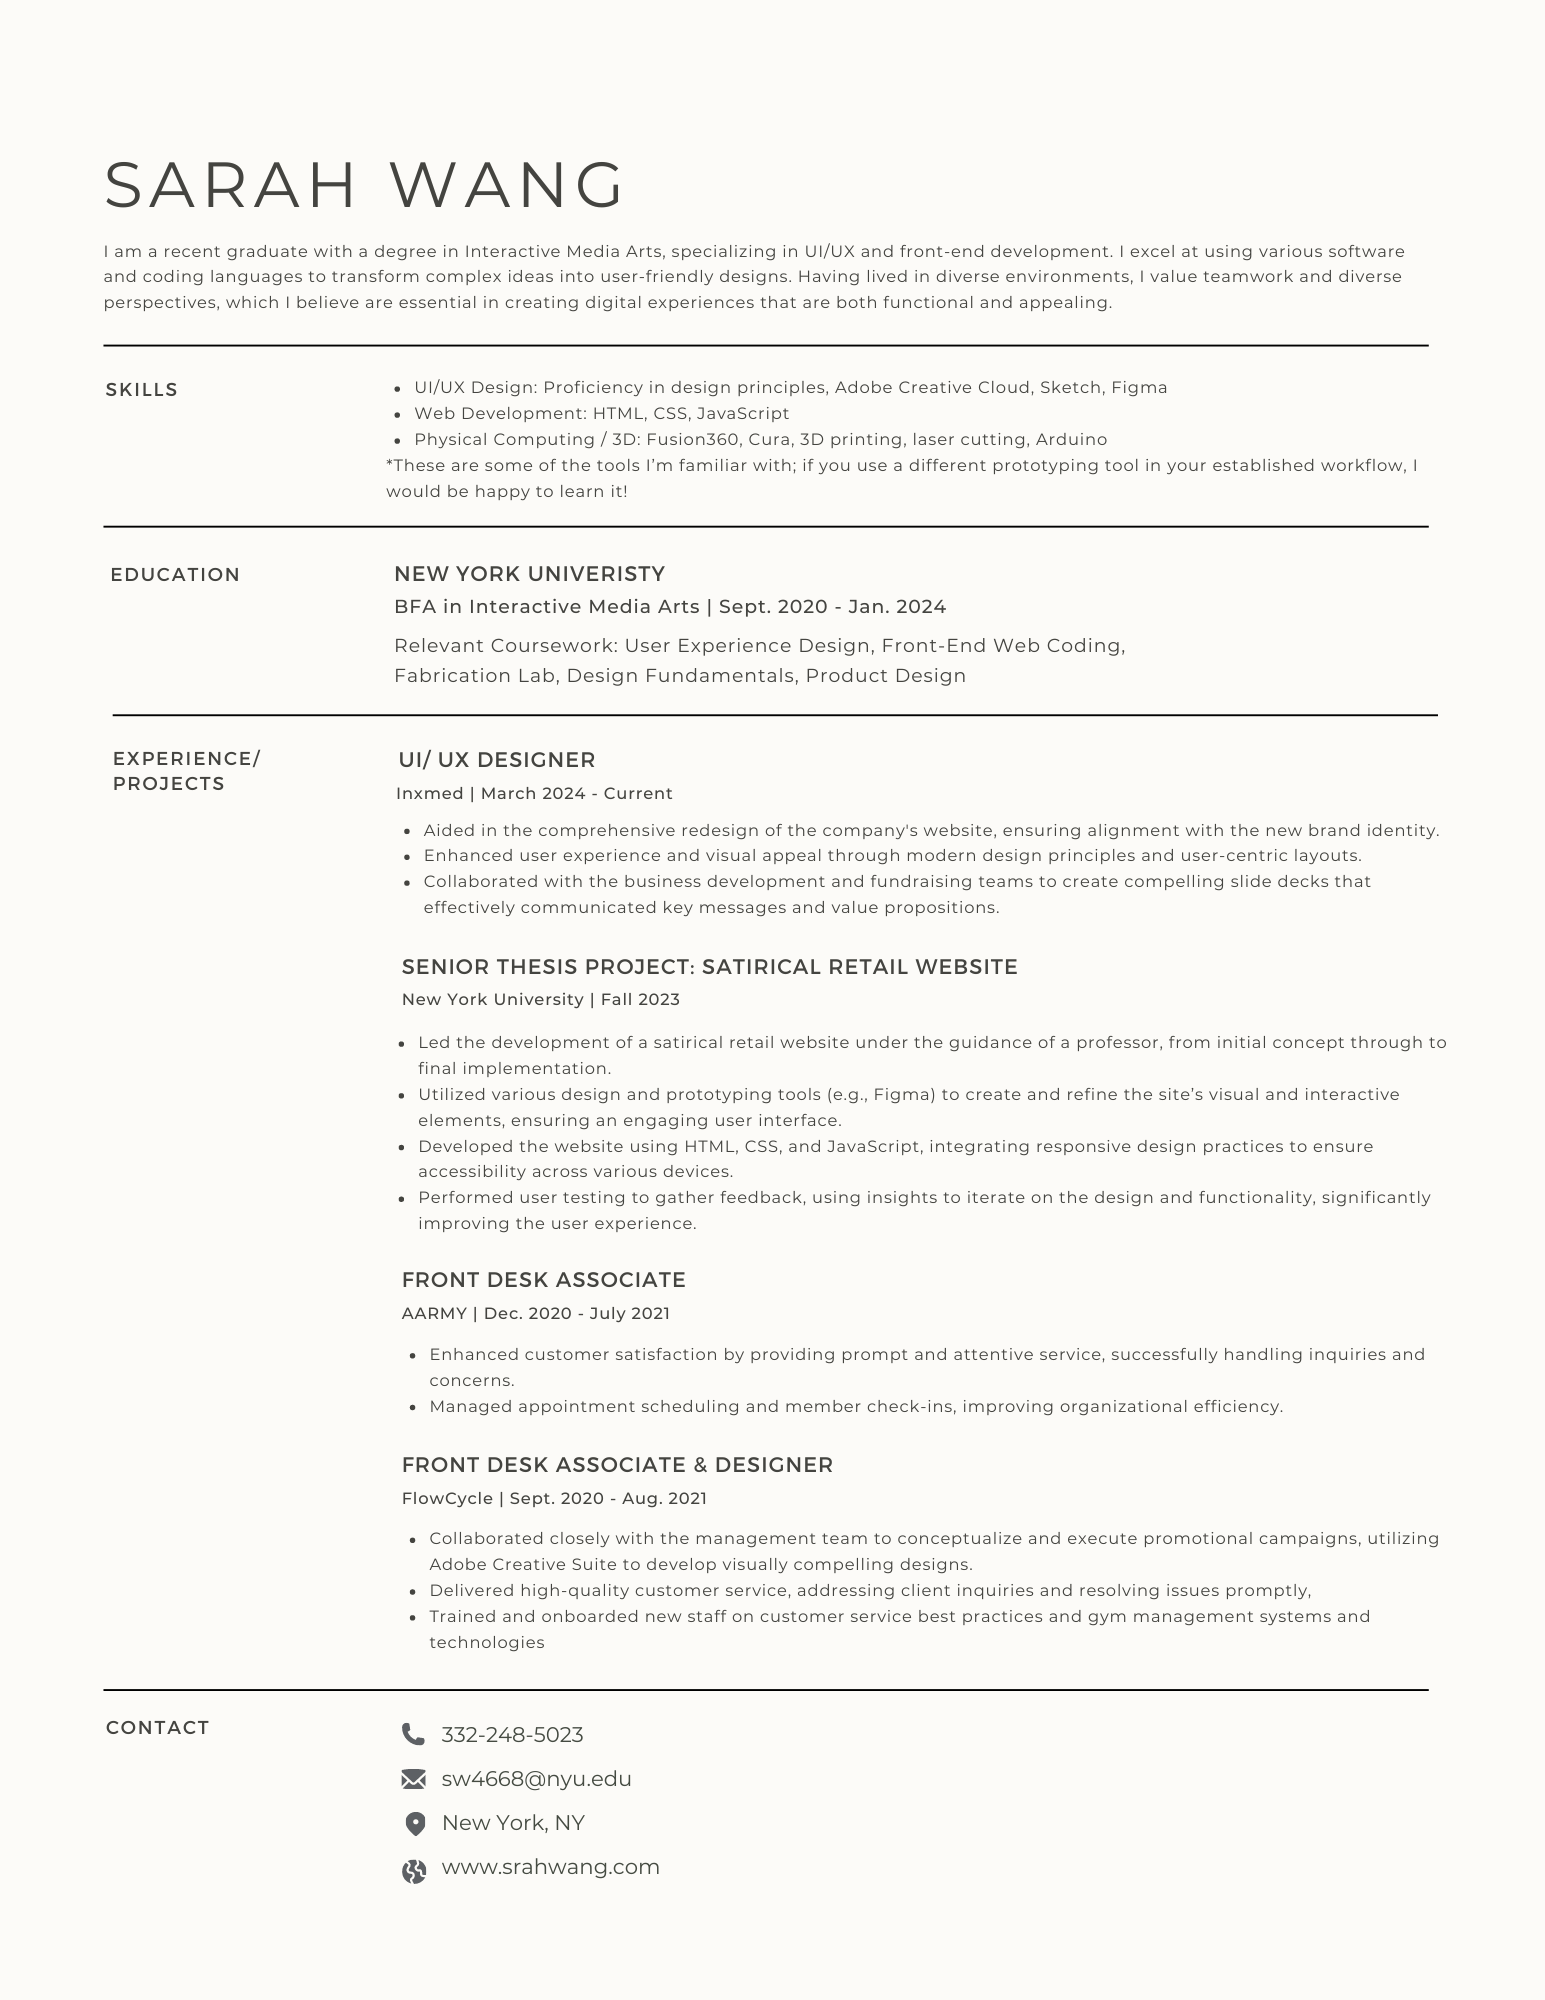 SARAH WANG
I am a recent graduate with a degree in Interactive Media Arts, specializing in UI/UX and front-end development. I excel at using various software
and coding languages to transform complex ideas into user-friendly designs. Having lived in diverse environments, I value teamwork and diverse
perspectives, which I believe are essential in creating digital experiences that are both functional and appealing.
SKILLS
• UI/UX Design: Proficiency in design principles, Adobe Creative Cloud, Sketch, Figma
• Web Development: HTML, CSS, JavaScript
• Physical Computing / 3D: Fusion360, Cura, 3D printing, laser cutting, Arduino
*These are some of the tools I’m familiar with; if you use a different prototyping tool in your established workflow, I
would be happy to learn it!
EDUCATION
NEW YORK UNIVERISTY
BFA in Interactive Media Arts | Sept. 2020 - Jan. 2024
Relevant Coursework: User Experience Design, Front-End Web Coding,
Fabrication Lab, Design Fundamentals, Product Design
EXPERIENCE/
PROJECTS
UI/ UX DESIGNER
Inxmed | March 2024 - Current
• Aided in the comprehensive redesign of the company's website, ensuring alignment with the new brand identity.
• Enhanced user experience and visual appeal through modern design principles and user-centric layouts.
• Collaborated with the business development and fundraising teams to create compelling slide decks that
effectively communicated key messages and value propositions.
SENIOR THESIS PROJECT: SATIRICAL RETAIL WEBSITE
New York University | Fall 2023
• Led the development of a satirical retail website under the guidance of a professor, from initial concept through to
final implementation.
• Utilized various design and prototyping tools (e.g., Figma) to create and refine the site’s visual and interactive
elements, ensuring an engaging user interface.
• Developed the website using HTML, CSS, and JavaScript, integrating responsive design practices to ensure
accessibility across various devices.
• Performed user testing to gather feedback, using insights to iterate on the design and functionality, significantly
improving the user experience.
FRONT DESK ASSOCIATE
AARMY | Dec. 2020 - July 2021
• Enhanced customer satisfaction by providing prompt and attentive service, successfully handling inquiries and
concerns.
• Managed appointment scheduling and member check-ins, improving organizational efficiency.
FRONT DESK ASSOCIATE & DESIGNER
FlowCycle | Sept. 2020 - Aug. 2021
• Collaborated closely with the management team to conceptualize and execute promotional campaigns, utilizing
Adobe Creative Suite to develop visually compelling designs.
• Delivered high-quality customer service, addressing client inquiries and resolving issues promptly,
• Trained and onboarded new staff on customer service best practices and gym management systems and
technologies
CONTACT
332-248-5023
sw4668@nyu.edu
New York, NY
www.srahwang.com